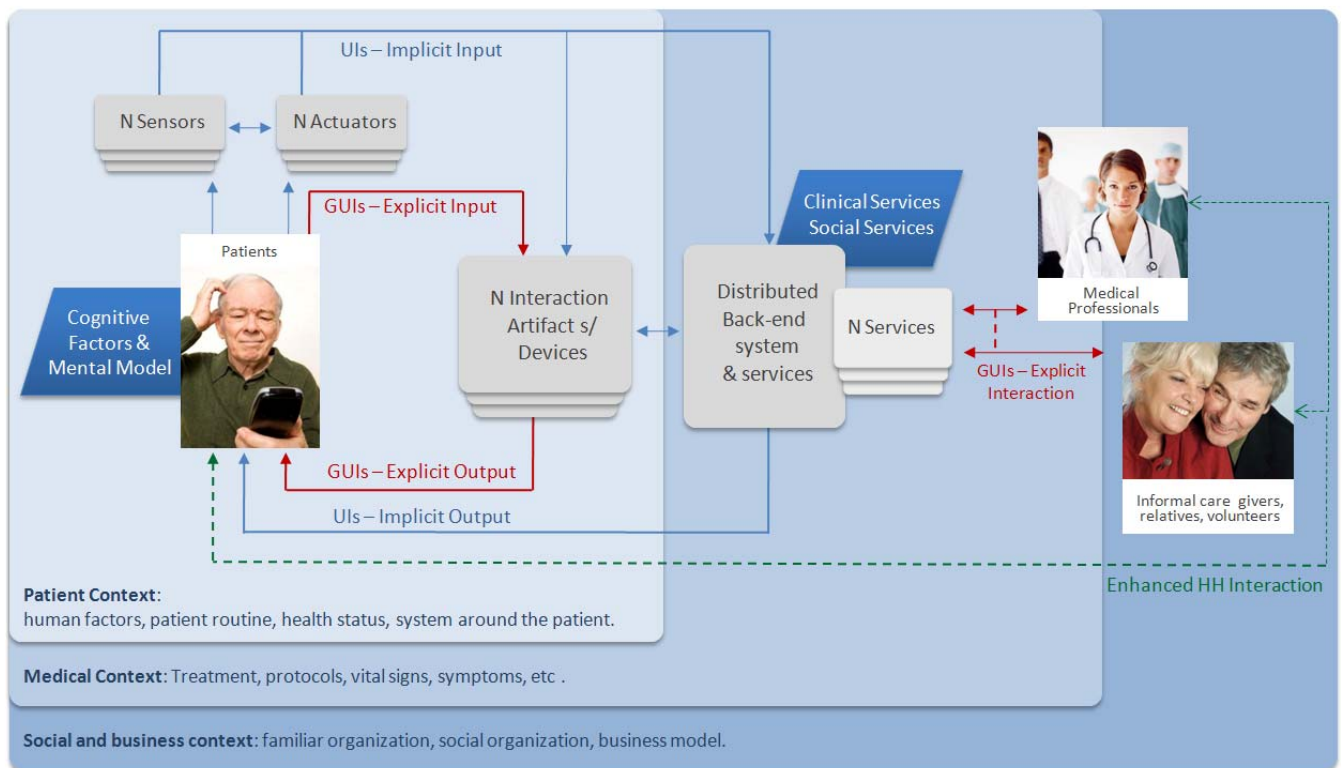 UIs – Implicit Input
N Sensors
N Actuators
GUIs – Explicit Input
Clinical Services
Social Services
Patients
Cognitive
Factors &
Mental Model
N Interaction
Artifact s/
Devices
Distributed
Back-end
system
& services
N Services
Medical
Professionals
GUIs – Explicit
Interaction
GUIs – Explicit Output
UIs – Implicit Output
Informal care givers,
relatives, volunteers
Enhanced HH Interaction
Patient Context:
human factors, patient routine, health status, system around the patient.
Medical Context: Treatment, protocols, vital signs, symptoms, etc .
Social and business context: familiar organization, social organization, business model.